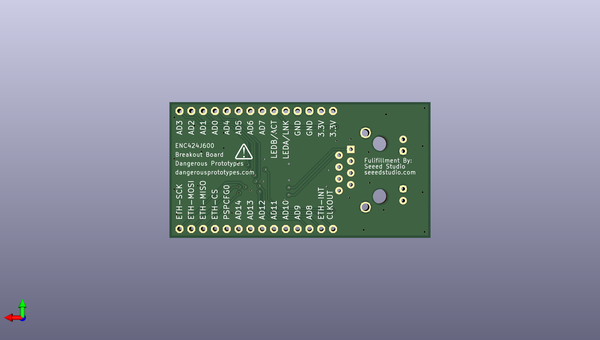 AD3
AD2
AD1
AD0
AD4
AD5
AD6
AD7
LEDB/ACT
LEDA/LNK
GND
GND
3.3V
3.3V
ENC424J600
Breakout Board
Dangerous Prototypes
dangerousprototypes.com
Fulifillment By:
Seeed Studio
seeedstudio.com
ETH-SCK
ETH-MOSI
ETH-MISO
ETH-CS
PSPCFG0
AD14
AD13
AD12
AD11
AD10
AD9
AD8
ETH-INT
CLKOUT